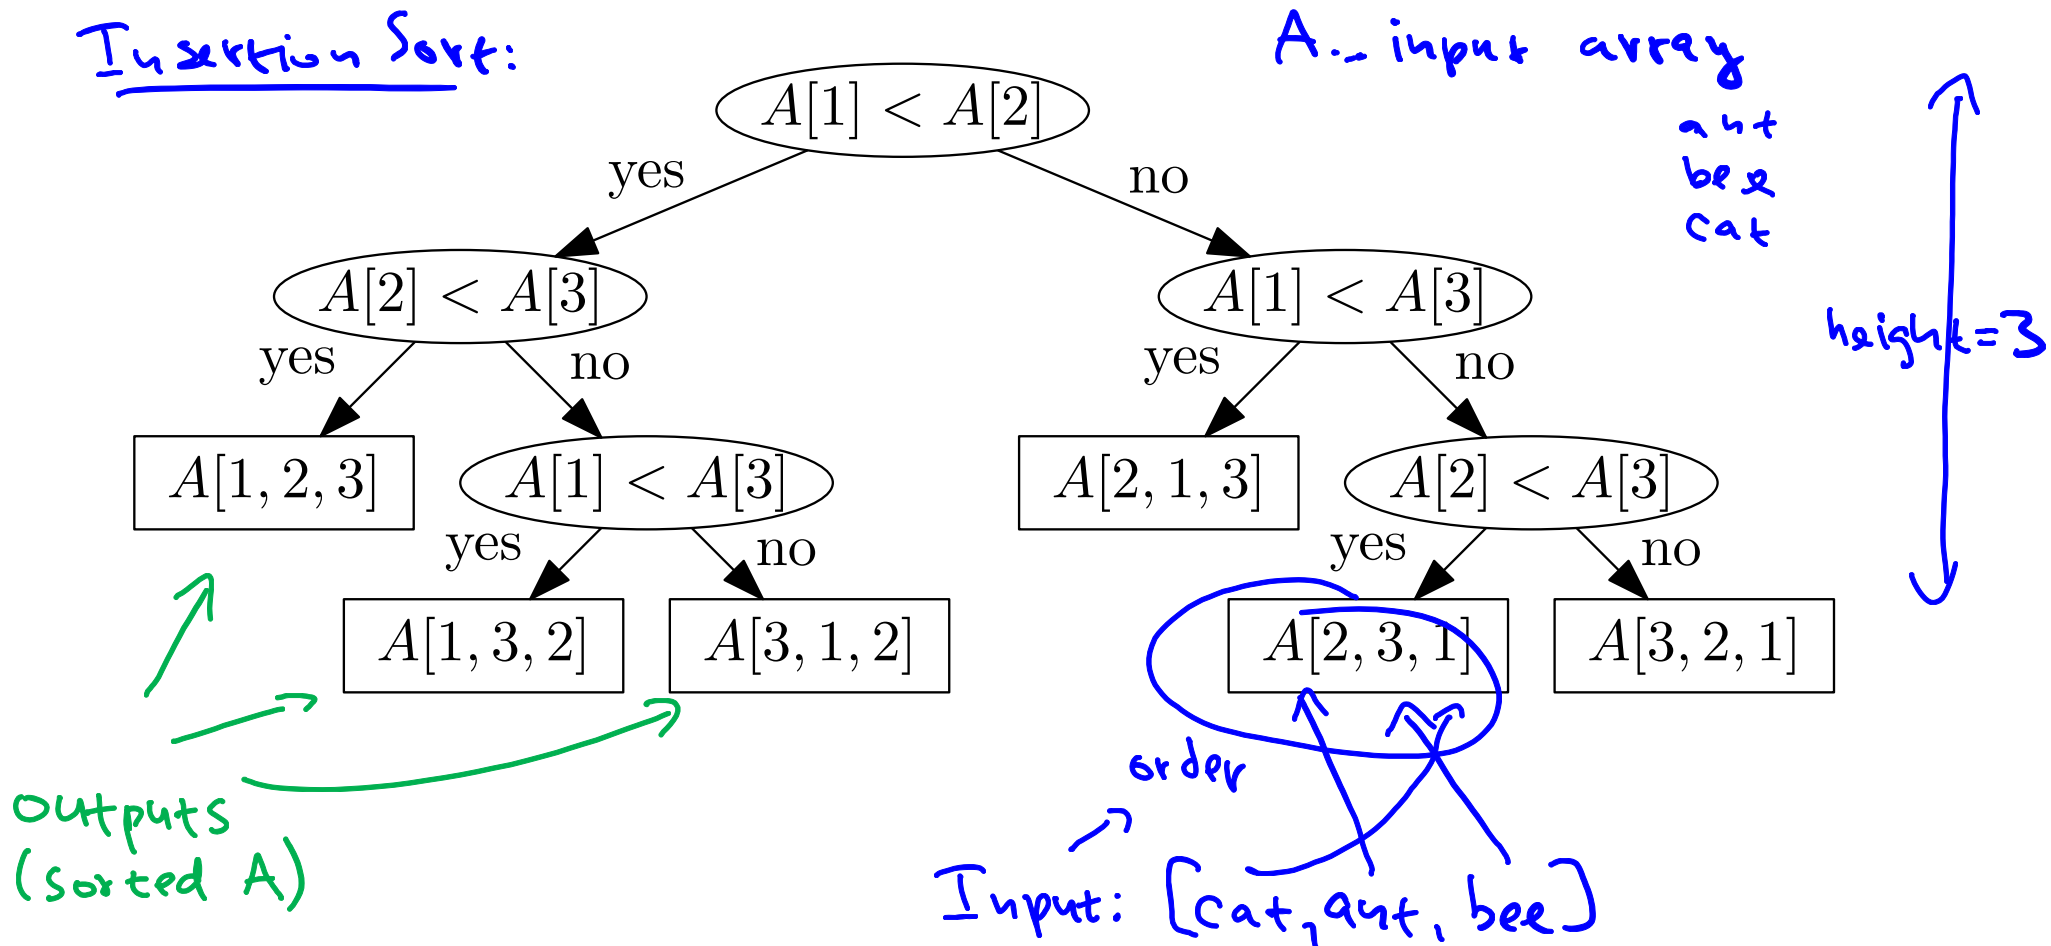 Insertion Sort:
A... input array
A[1] < A[2]
ant
yes
no
bee
cat
A[2] < A[3]
A[1] < A[3]
height=3
yes
no
yes
no
A[1, 2, 3]
A[1] < A[3]
A[2, 1, 3]
A[2] < A[3]
yes
no
yes
no
A[1, 3, 2]
A[3, 1, 2]
A[2, 3, 1]
A[3, 2, 1]
order
outputs
(sorted A)
Input: [cat, ant, bee]